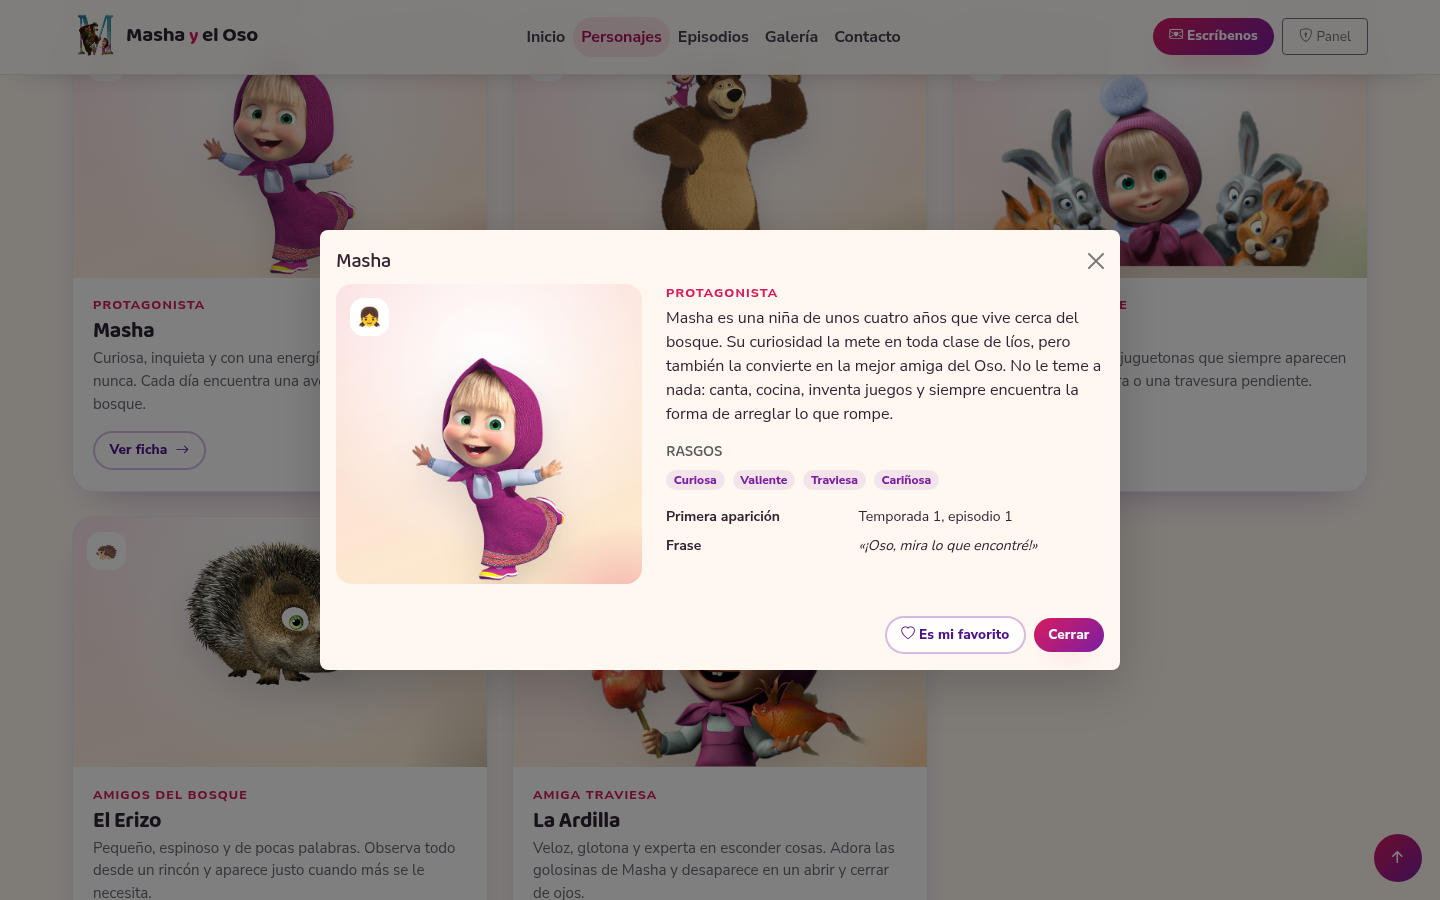 Masha y el Oso
Inicio
Personajes
Episodios
Galería
Contacto
Escríbenos
Panel
PROTAGONISTA
Masha
Curiosa, inquieta y con una energí
nunca. Cada día encuentra una ave
bosque.
Ver ficha
juguetonas que siempre aparecen
o una travesura pendiente.
Masha
PROTAGONISTA
Masha es una niña de unos cuatro años que vive cerca del
bosque. Su curiosidad la mete en toda clase de líos, pero
también la convierte en la mejor amiga del Oso. No le teme a
nada: canta, cocina, inventa juegos y siempre encuentra la
forma de arreglar lo que rompe.
RASGOS
Curiosa
Valiente
Traviesa
Cariñosa
Primera aparición
Temporada 1, episodio 1
Frase
«¡Oso, mira lo que encontré!»
Es mi favorito
Cerrar
AMIGOS DEL BOSQUE
El Erizo
Pequeño, espinoso y de pocas palabras. Observa todo
desde un rincón y aparece justo cuando más se le
necesita.
AMIGA TRAVIESA
La Ardilla
Veloz, glotona y experta en esconder cosas. Adora las
golosinas de Masha y desaparece en un abrir y cerrar
de ojos.